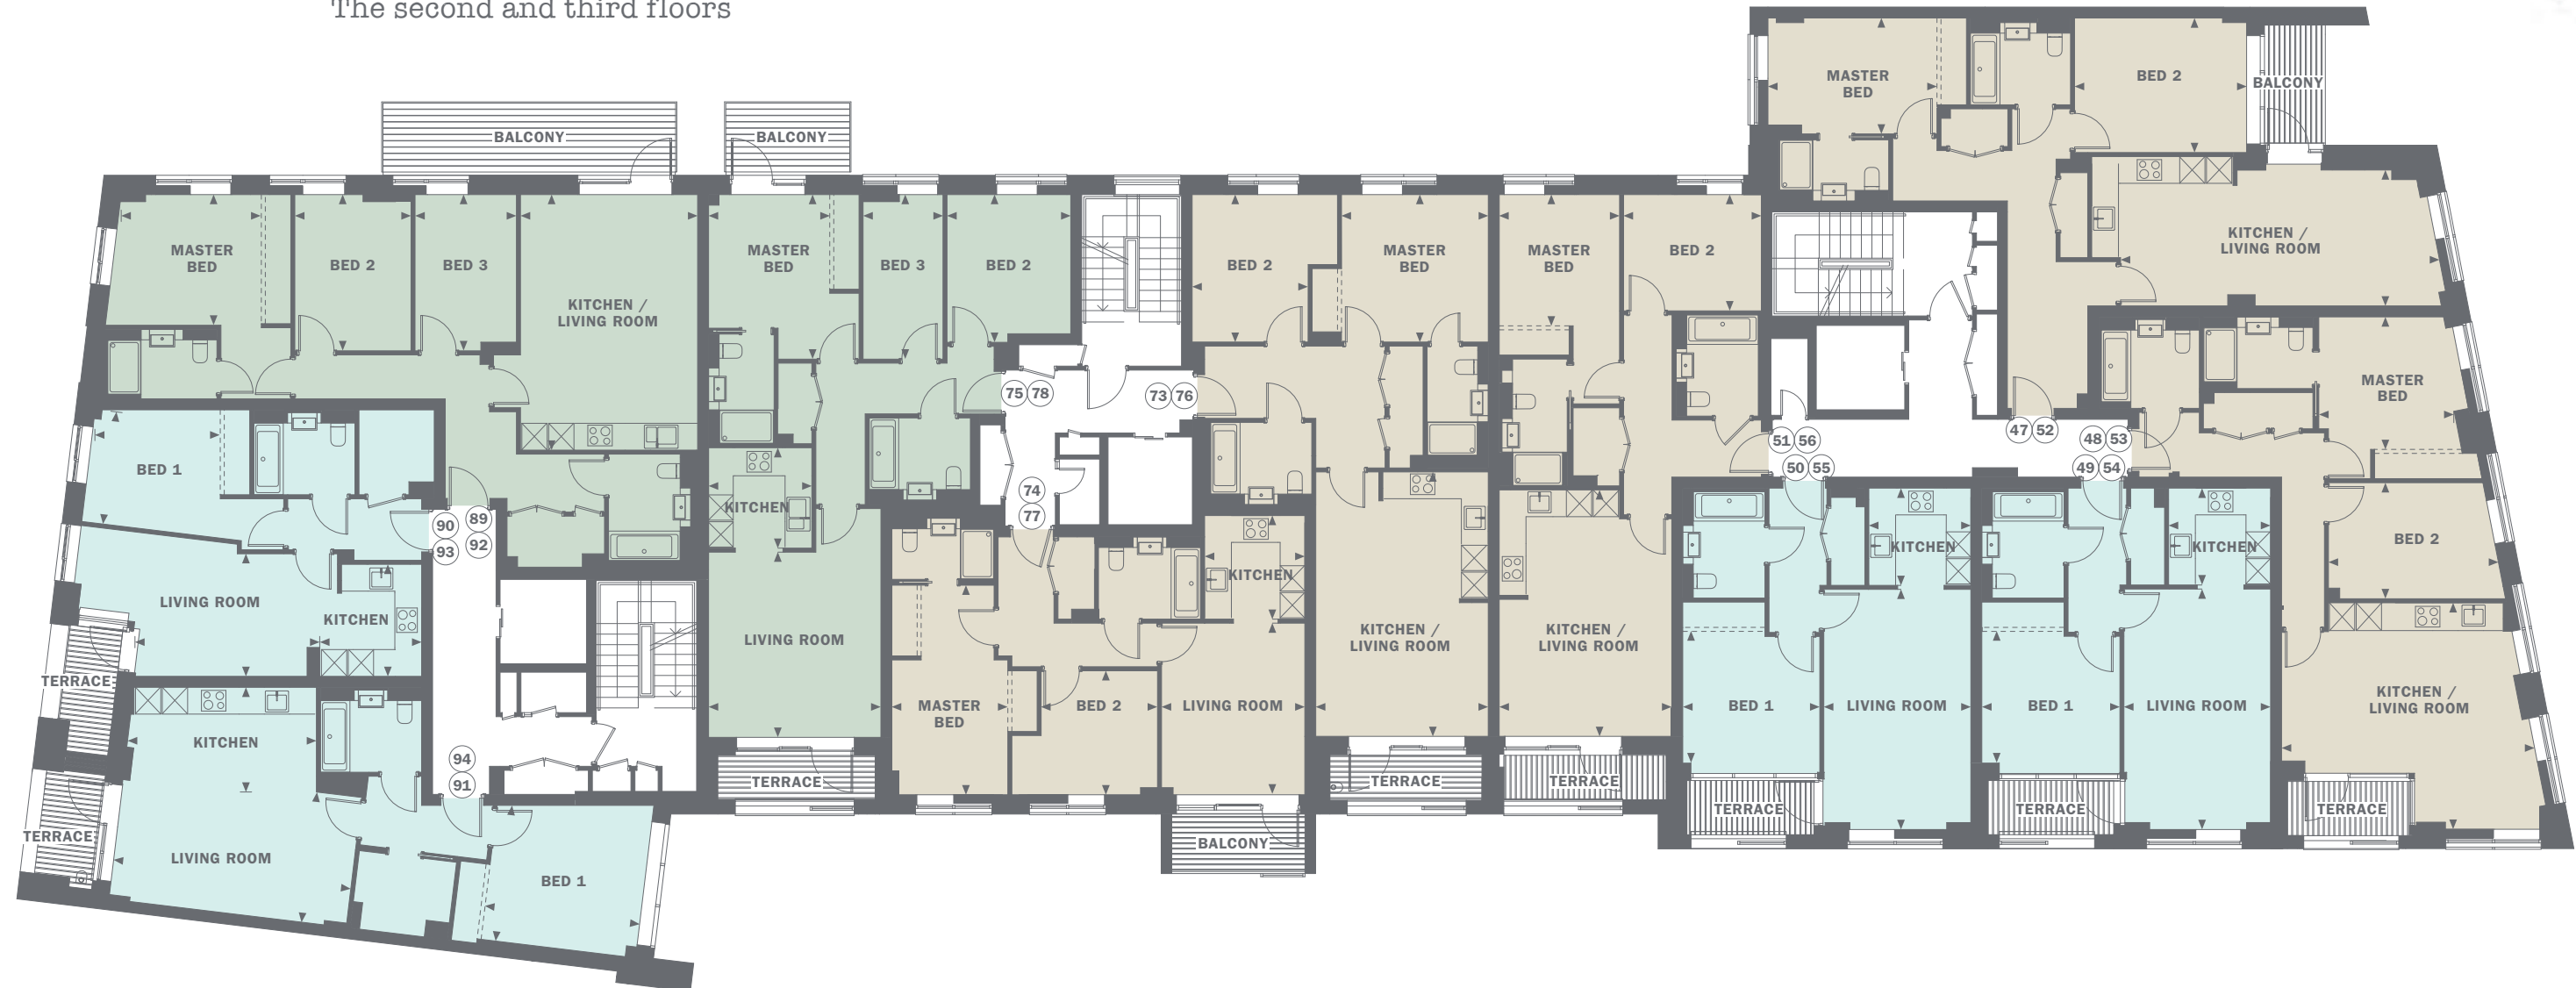 The second and third floors
MASTER
BED
BED 2
BALCONY
BALCONY
BALCONY
MASTER
BED
BED 2
BED 3
KITCHEN /
LIVING ROOM
MASTER
BED
BED 3
BED 2
BED 2
MASTER
BED
MASTER
BED
BED 2
KITCHEN /
LIVING ROOM
75 78
73 76
MASTER
BED
51 56
47 52
48 53
50 55
49 54
BED 1
90 89
93 92
74
77
KITCHEN
KITCHEN
KITCHEN
KITCHEN
BED 2
LIVING ROOM
KITCHEN
LIVING ROOM
KITCHEN /
LIVING ROOM
KITCHEN /
LIVING ROOM
TERRACE
MASTER
BED
BED 2
LIVING ROOM
BED 1
LIVING ROOM
BED 1
LIVING ROOM
KITCHEN /
LIVING ROOM
KITCHEN
94
91
TERRACE
TERRACE
TERRACE
TERRACE
TERRACE
TERRACE
TERRACE
LIVING ROOM
BALCONY
BED 1